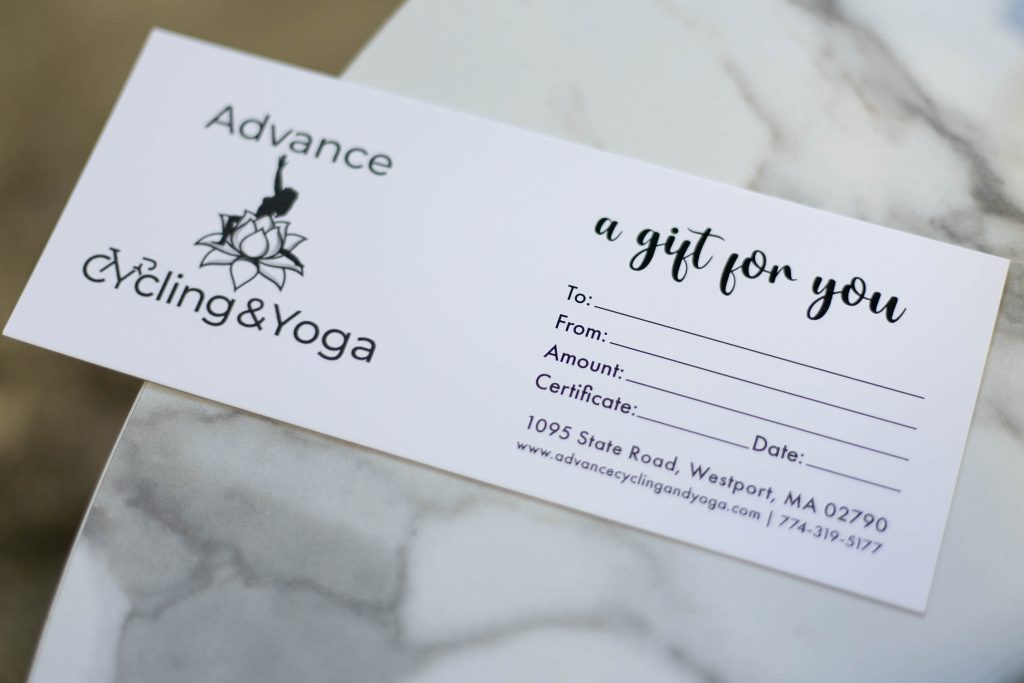 Advance
Cycling&Yoga
a gift for you
To:
From:
Amount:
Certificate: Date:
1095 State Road, Westport, MA 02790
www.advancecyclingandyoga.com | 774-319-5177